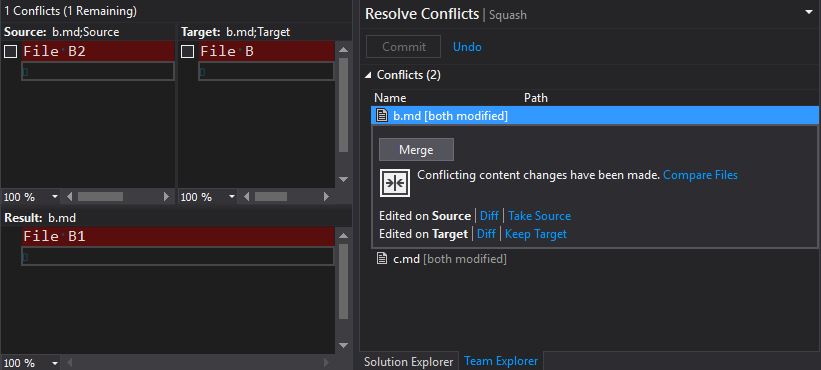 1 Conflicts (1 Remaining)
Source: b.md;Source
Target: b.md;Target
File B2
File B
100 %
100 %
Result: b.md
File B1
100 %
Resolve Conflicts | Squash
Commit
Undo
Conflicts (2)
Name Path
b.md [both modified]
Merge
Conflicting content changes have been made. Compare Files
Edited on Source | Diff | Take Source
Edited on Target | Diff | Keep Target
c.md [both modified]
Solution Explorer
Team Explorer